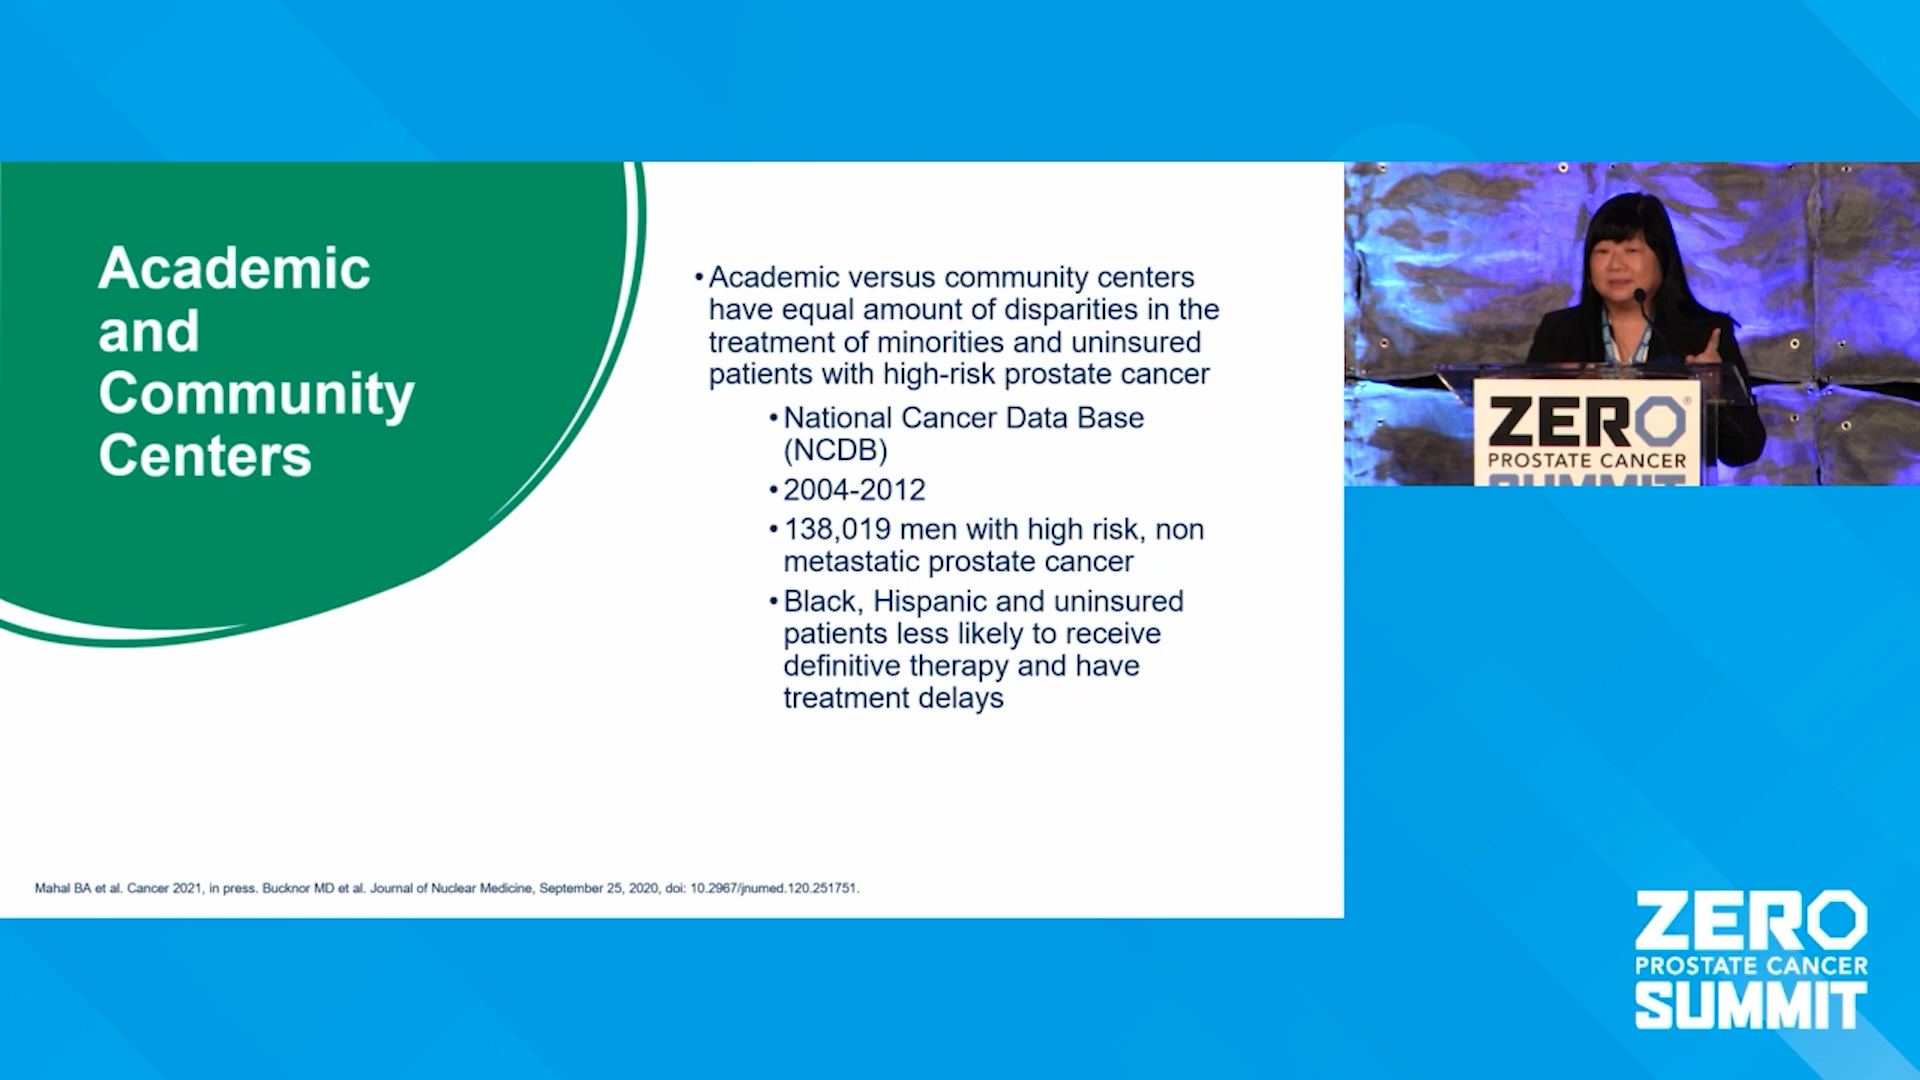 Academic
and
Community
Centers
• Academic versus community centers
have equal amount of disparities in the
treatment of minorities and uninsured
patients with high-risk prostate cancer
• National Cancer Data Base
(NCDB)
• 2004-2012
• 138,019 men with high risk, non
metastatic prostate cancer
• Black, Hispanic and uninsured
patients less likely to receive
definitive therapy and have
treatment delays
Mahal BA et al. Cancer 2021, in press. Bucknor MD et al. Journal of Nuclear Medicine, September 25, 2020, doi: 10.2967/jnumed.120.251751.
ZERO®
PROSTATE CANCER
SUMMIT
ZERO
PROSTATE CANCER
SUMMIT